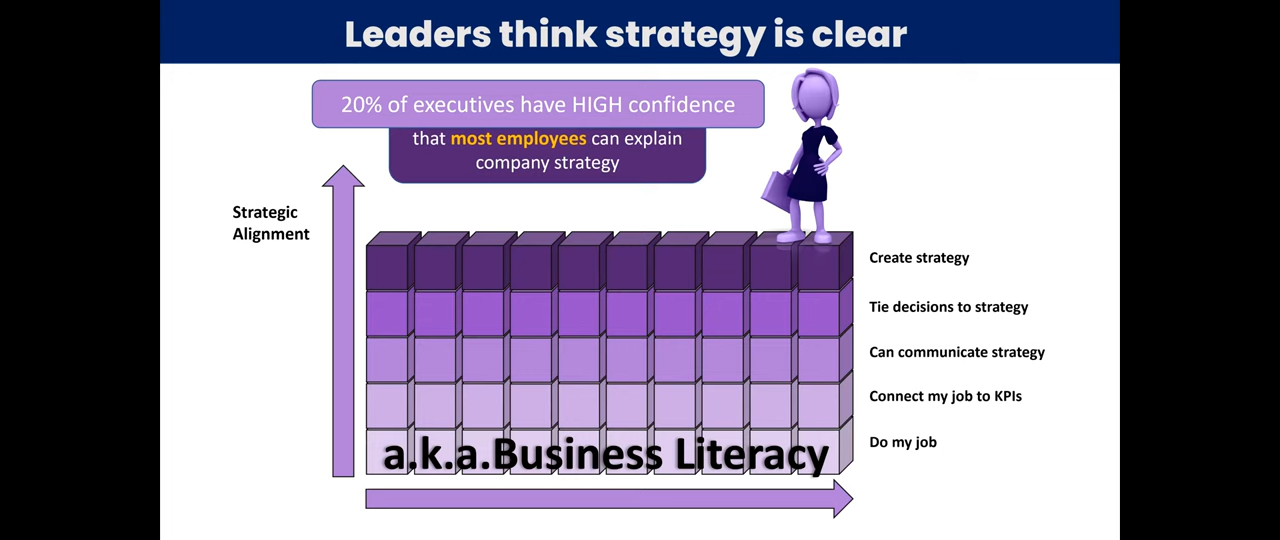 Leaders think strategy is clear
20% of executives have HIGH confidence
that most employees can explain
company strategy
Strategic
Alignment
Create strategy
Tie decisions to strategy
Can communicate strategy
Connect my job to KPIs
Do my job
a.k.a.Business Literacy